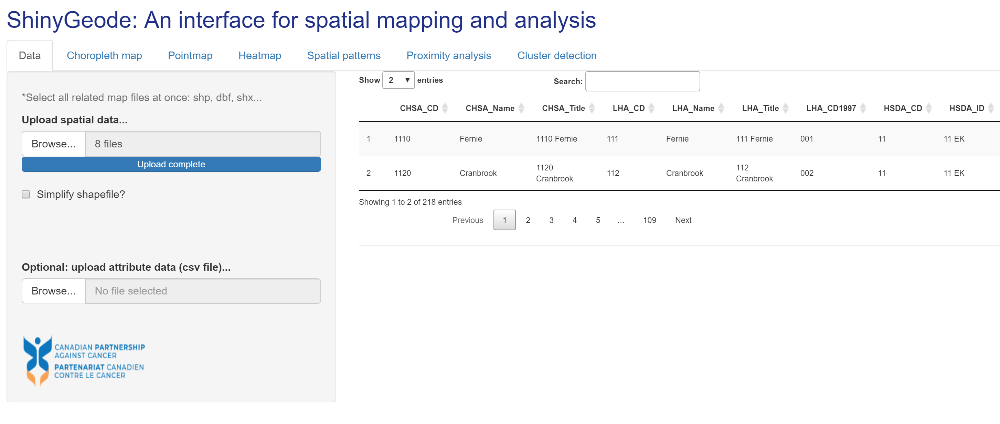 ShinyGeode: An interface for spatial mapping and analysis
Data Choropleth map Pointmap Heatmap Spatial patterns Proximity analysis Cluster detection
*Select all related map files at once: shp, dbf, shx...
Upload spatial data...
Browse... 8 files
Upload complete
Simplify shapefile?
Optional: upload attribute data (csv file)...
Browse... No file selected
CANADIAN PARTNERSHIP
AGAINST CANCER
PARTENARIAT CANADIEN
CONTRE LE CANCER
Show 2 entries Search:
CHSA_CD CHSA_Name CHSA_Title LHA_CD LHA_Name LHA_Title LHA_CD1997 HSDA_CD HSDA_ID
1 1110 Fernie 1110 Fernie 111 Fernie 111 Fernie 001 11 11 EK
2 1120 Cranbrook 1120 Cranbrook 112 Cranbrook 112 Cranbrook 002 11 11 EK
Showing 1 to 2 of 218 entries
Previous 1 2 3 4 5 ... 109 Next